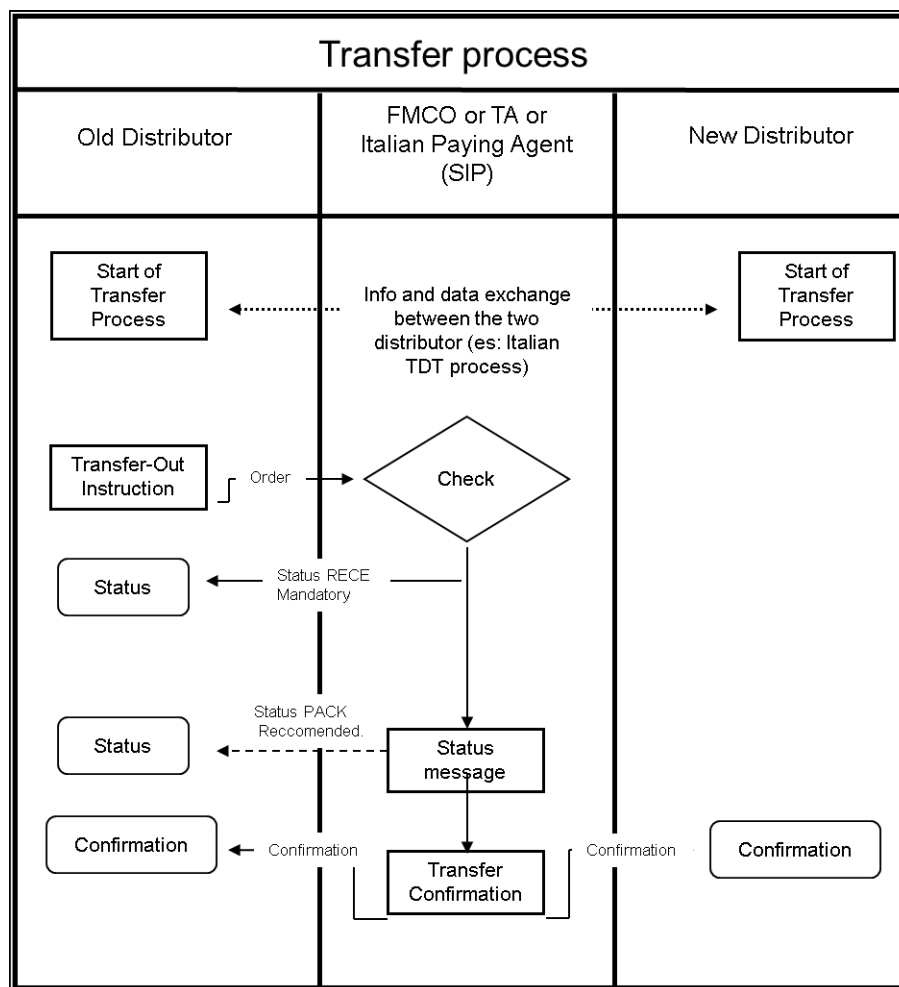 Transfer process
Old Distributor
FMCO or TA or
Italian Paying Agent
(SIP)
New Distributor
Start of
Transfer
Process
Info and data exchange
between the two
distributor (es: Italian
TDT process)
Start of
Transfer
Process
Transfer-Out
Instruction
Order
Check
Status
Status RECE
Mandatory
Status
Status PACK
Reccomended.
Status
message
Confirmation
Confirmation
Transfer
Confirmation
Confirmation
Confirmation